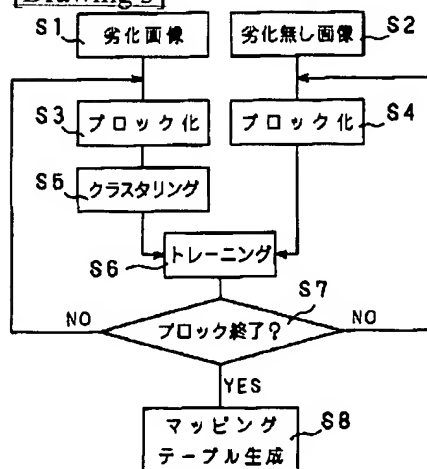 [Drawing 5]
S1 劣化画像
劣化無し画像 S2
S3 ブロック化
ブロック化 S4
S5 クラスタリング
トレーニング
S6
S7
NO ブロック終了? NO
YES
マッピング S8
テーブル生成